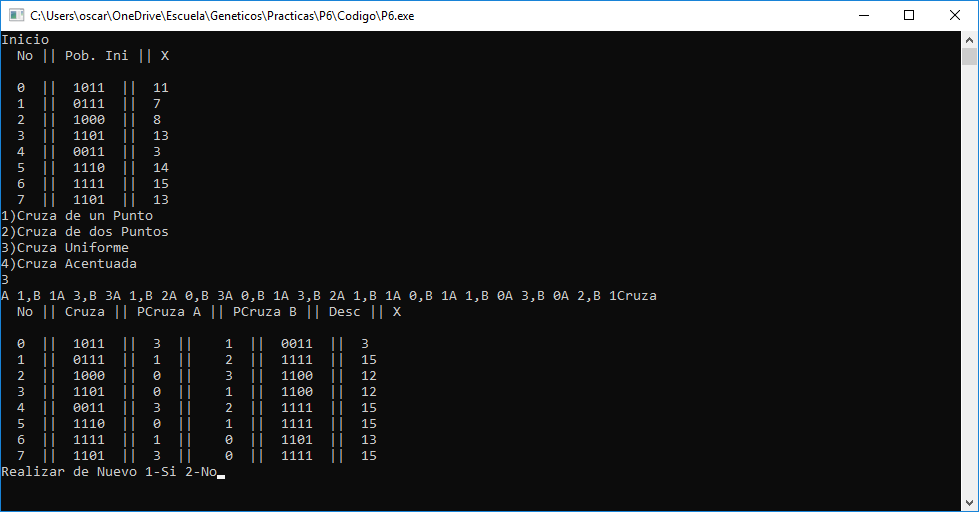 C:\Users\oscar\OneDrive\Escuela\Geneticos\Practicas\P6\Codigo\P6.exe
Inicio
No || Pob. Ini || X
0 || 1011 || 11
1 || 0111 || 7
2 || 1000 || 8
3 || 1101 || 13
4 || 0011 || 3
5 || 1110 || 14
6 || 1111 || 15
7 || 1101 || 13
1)Cruza de un Punto
2)Cruza de dos Puntos
3)Cruza Uniforme
4)Cruza Acentuada
3
A 1,B 1A 3,B 3A 1,B 2A 0,B 3A 0,B 1A 3,B 2A 1,B 1A 0,B 1A 1,B 0A 3,B 0A 2,B 1Cruza
No || Cruza || PCruza A || PCruza B || Desc || X
0 || 1011 || 3 || 1 || 0011 || 3
1 || 0111 || 1 || 2 || 1111 || 15
2 || 1000 || 0 || 3 || 1100 || 12
3 || 1101 || 0 || 1 || 1100 || 12
4 || 0011 || 3 || 2 || 1111 || 15
5 || 1110 || 0 || 1 || 1111 || 15
6 || 1111 || 1 || 0 || 1101 || 13
7 || 1101 || 3 || 0 || 1111 || 15
Realizar de Nuevo 1-Si 2-No